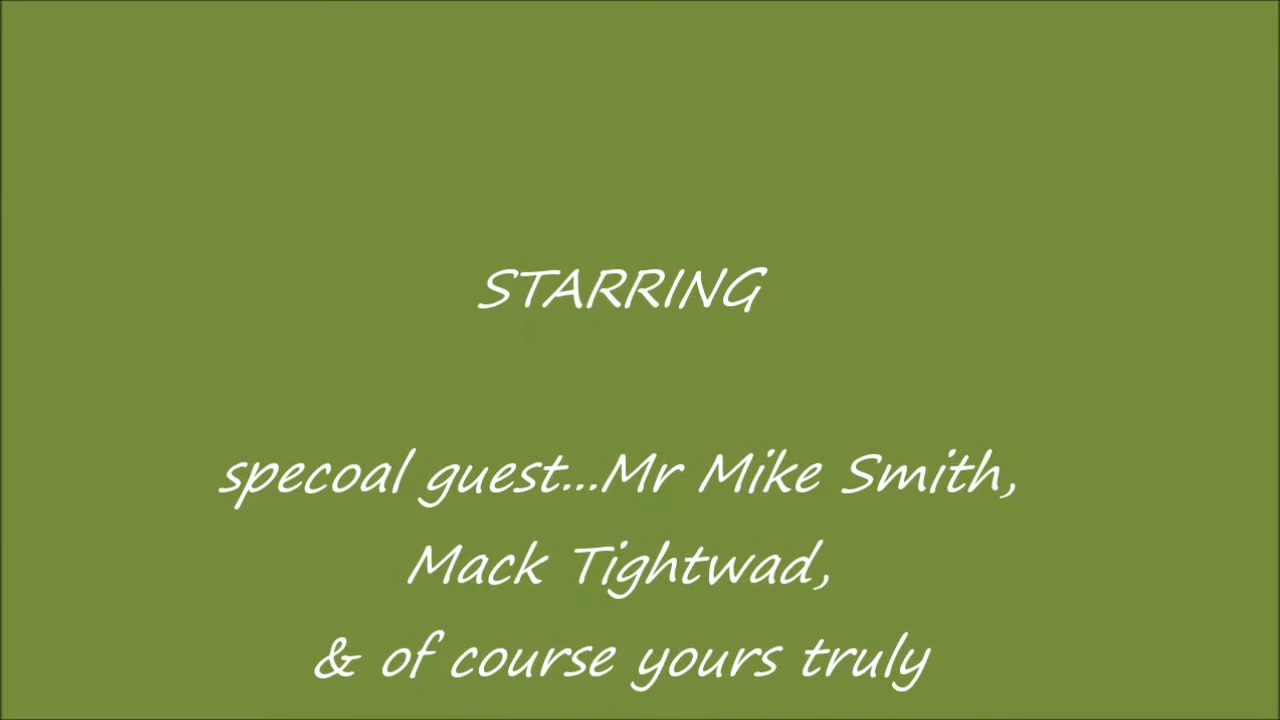 STARRING
specoal guest...Mr Mike Smith,
Mack Tightwad,
& of course yours truly